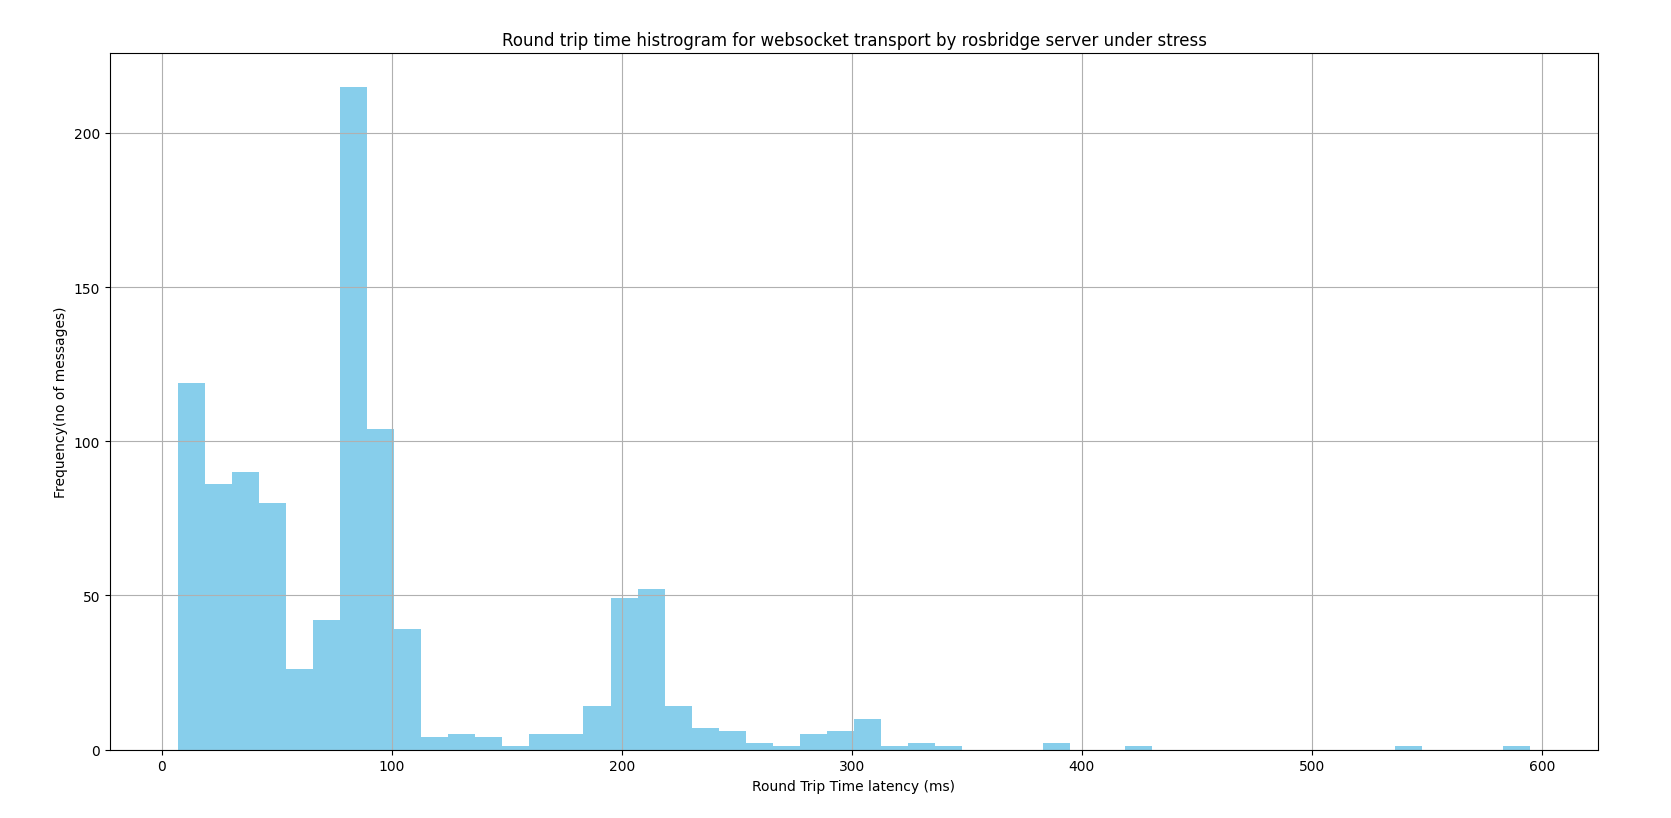 Round trip time histrogram for websocket transport by rosbridge server under stress
200
150
100
50
0
Frequency(no of messages)
0 100 200 300 400 500 600
Round Trip Time latency (ms)